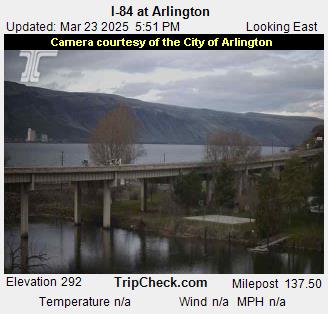 I-84 at Arlington
Updated: Mar 23 2025 5:51 PM Looking East
Camera courtesy of the City of Arlington
Elevation 292 TripCheck.com Milepost 137.50
Temperature n/a Wind n/a MPH n/a